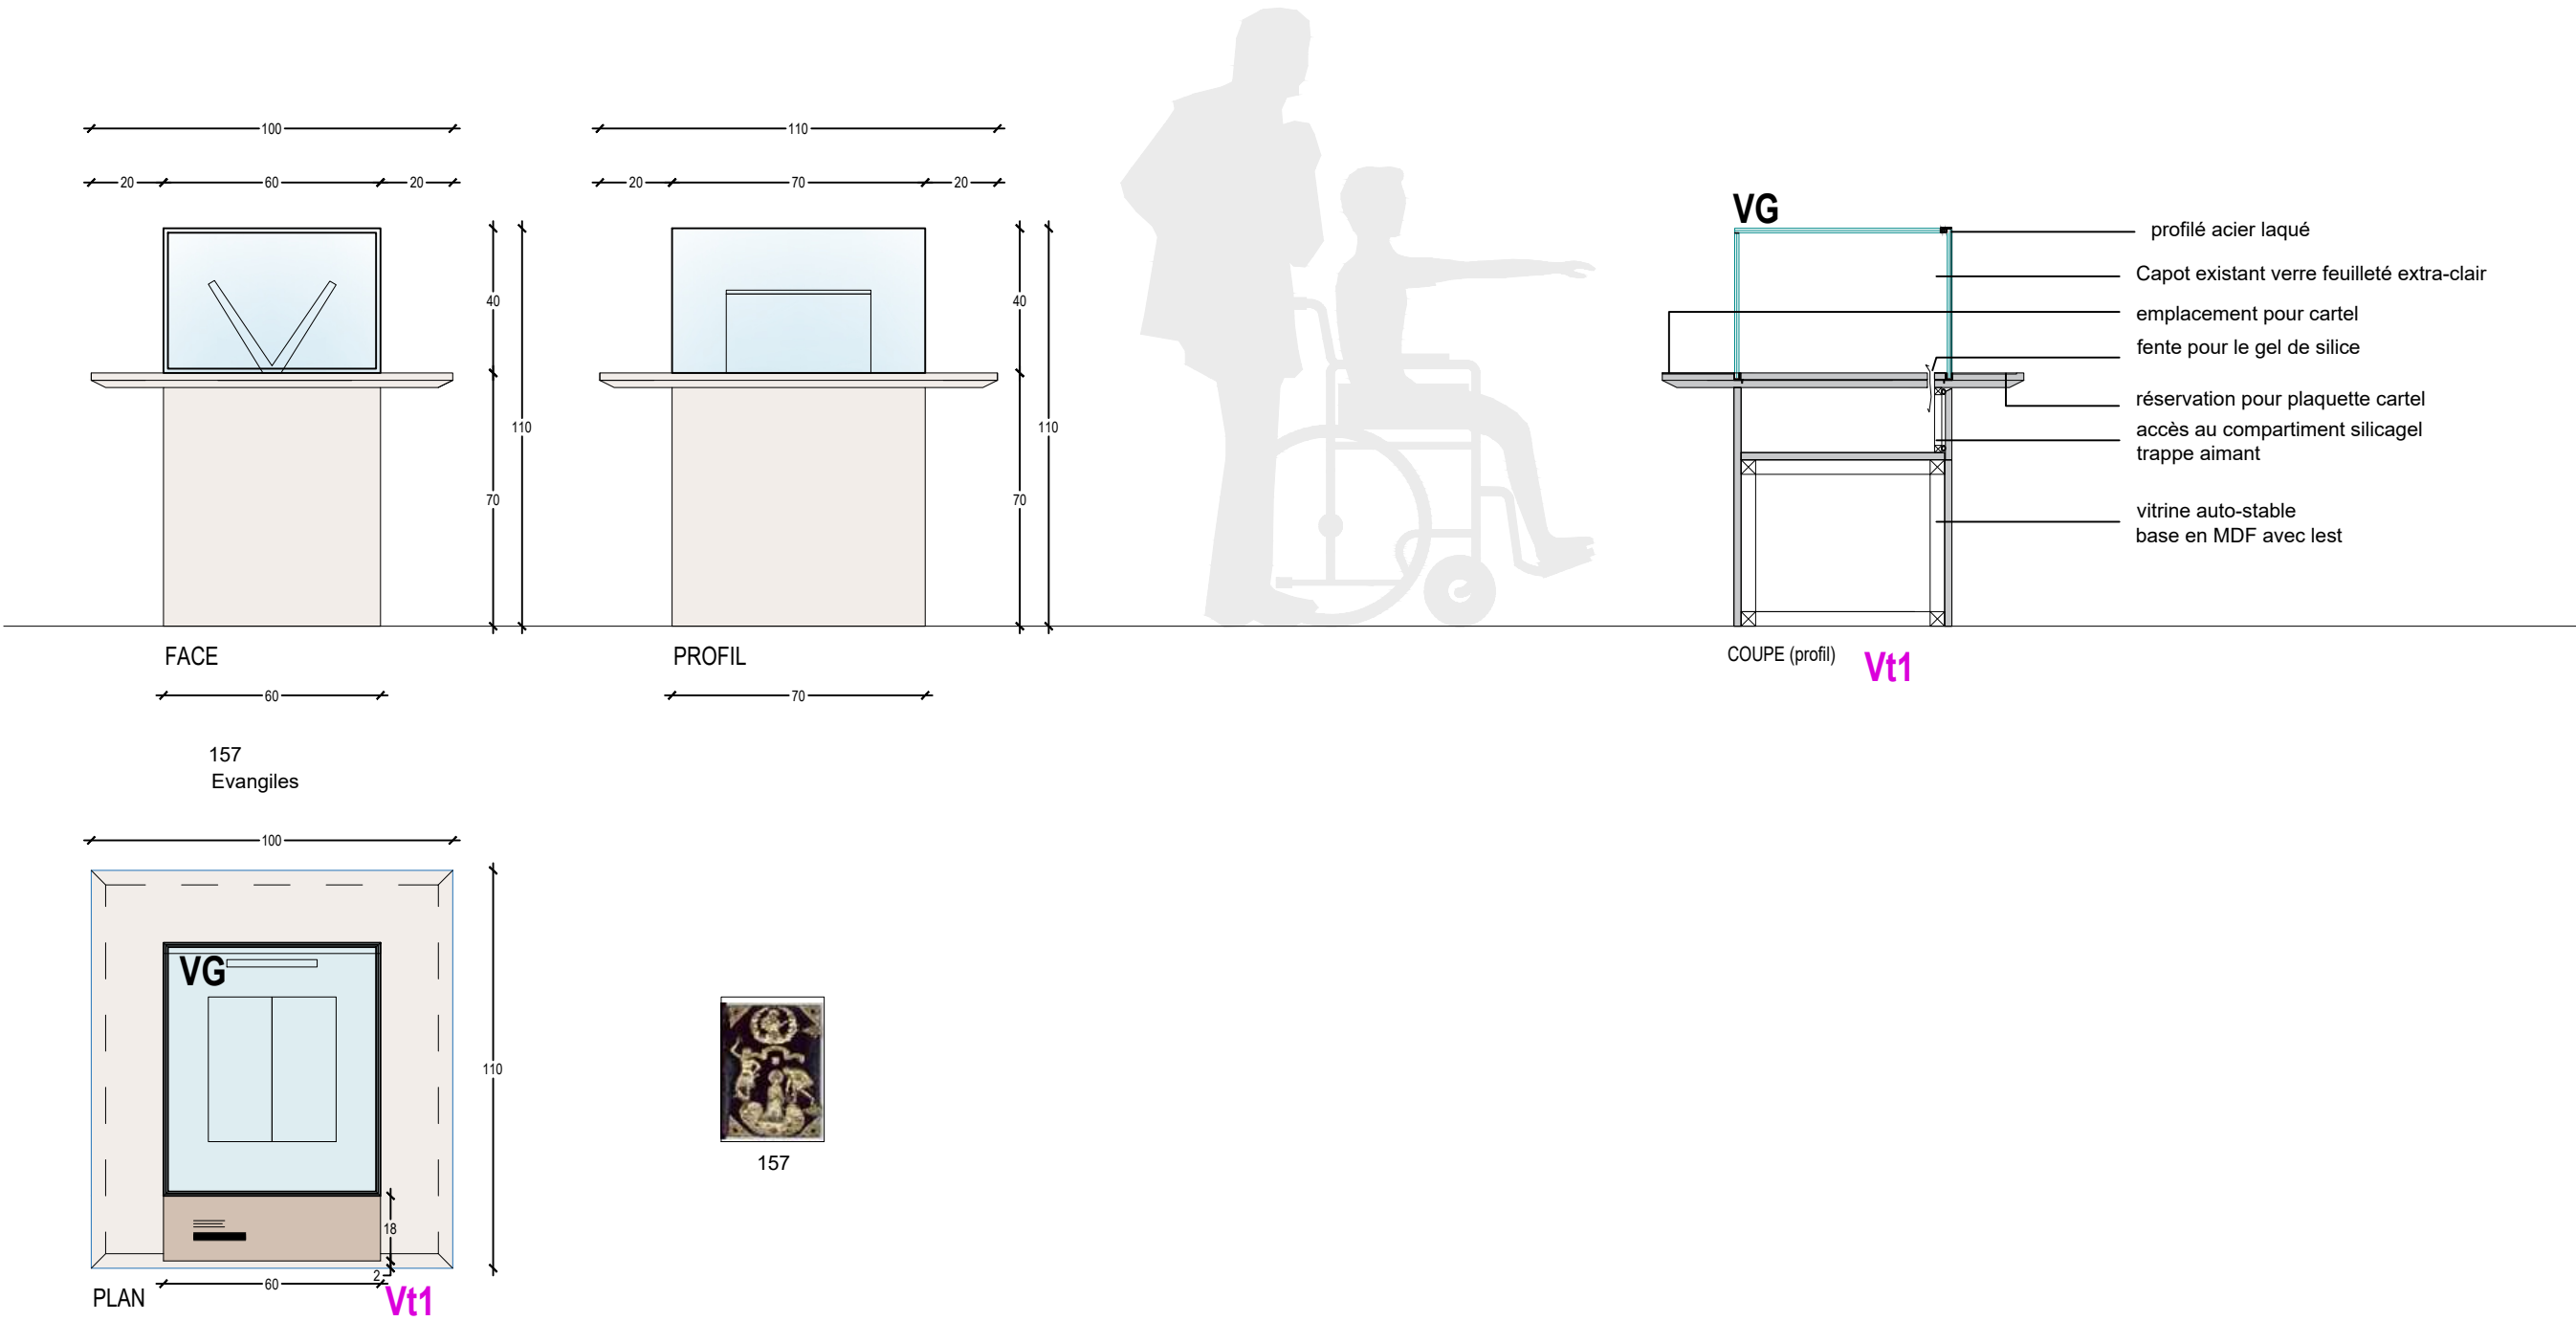 100
110
20
60
20
20
70
20
VG
profilé acier laqué
Capot existant verre feuilleté extra-clair
emplacement pour cartel
fente pour le gel de silice
réservation pour plaquette cartel
accès au compartiment silicagel
trappe aimant
vitrine auto-stable
base en MDF avec lest
40
110
70
40
110
70
FACE
PROFIL
COUPE (profil)
Vt1
60
70
157
Evangiles
100
VG
110
157
18
2
60
PLAN
Vt1